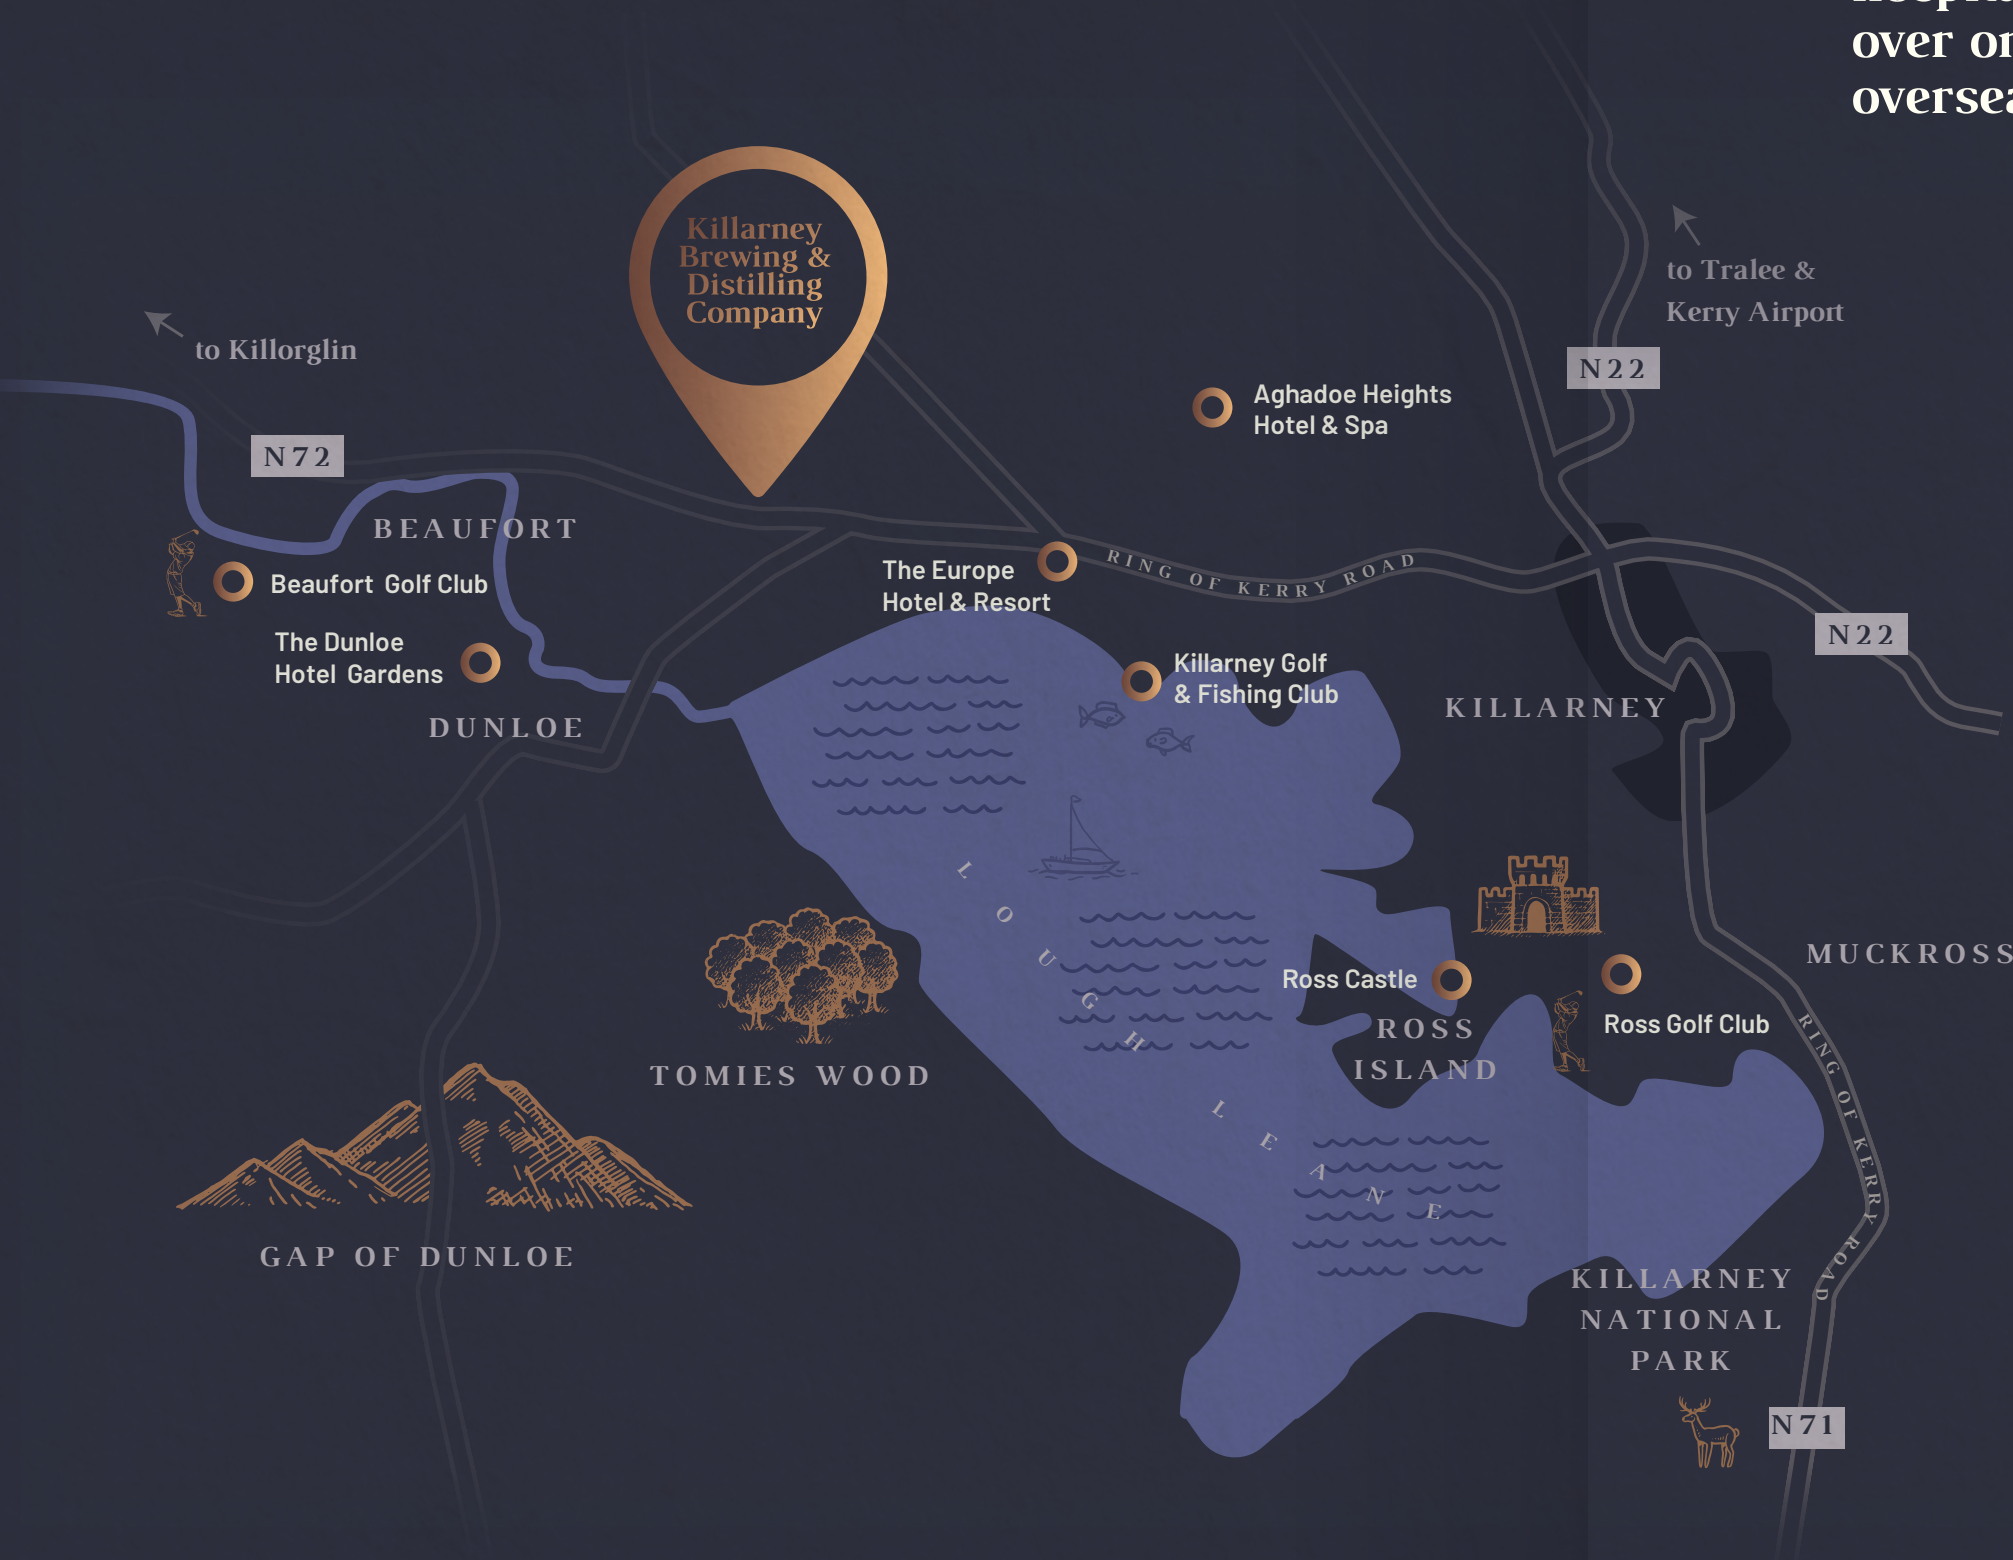 over
Killarney
Brewing &
Distilling
Company
to Tralee &
Kerry Airport
to Killorglin
N22
Aghadoe Heights
Hotel & Spa
N72
BEAUFORT
The Europe
Hotel & Resort
RING OF KERRY ROAD
Beaufort Golf Club
N22
The Dunloe
Hotel Gardens
Killarney Golf
& Fishing Club
KILLARNEY
DUNLOE
LOUGH LEANE
MUCKROSS
Ross Castle
Ross Golf Club
ROSS
ISLAND
RING OF KERRY ROAD
TOMIES WOOD
GAP OF DUNLOE
KILLARNEY
NATIONAL
PARK
N71